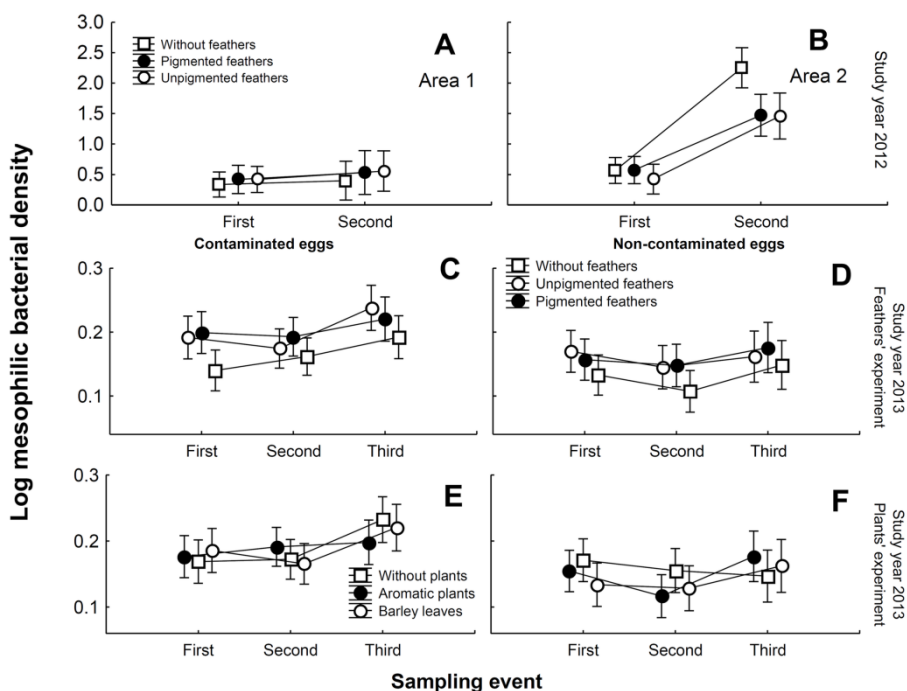 Log mesophilic bacterial density
3.0
2.5
2.0
1.5
1.0
0.5
0.0
Without feathers
Pigmented feathers
Unpigmented feathers
A
Area 1
First
Second
Contaminated eggs
B
Area 2
First
Second
Non-contaminated eggs
Study year 2012
0.3
0.2
0.1
C
First
Second
Third
Without feathers
Unpigmented feathers
Pigmented feathers
D
First
Second
Third
Study year 2013
Feathers' experiment
0.3
0.2
0.1
E
Without plants
Aromatic plants
Barley leaves
First
Second
Third
F
First
Second
Third
Study year 2013
Plants' experiment
Sampling event